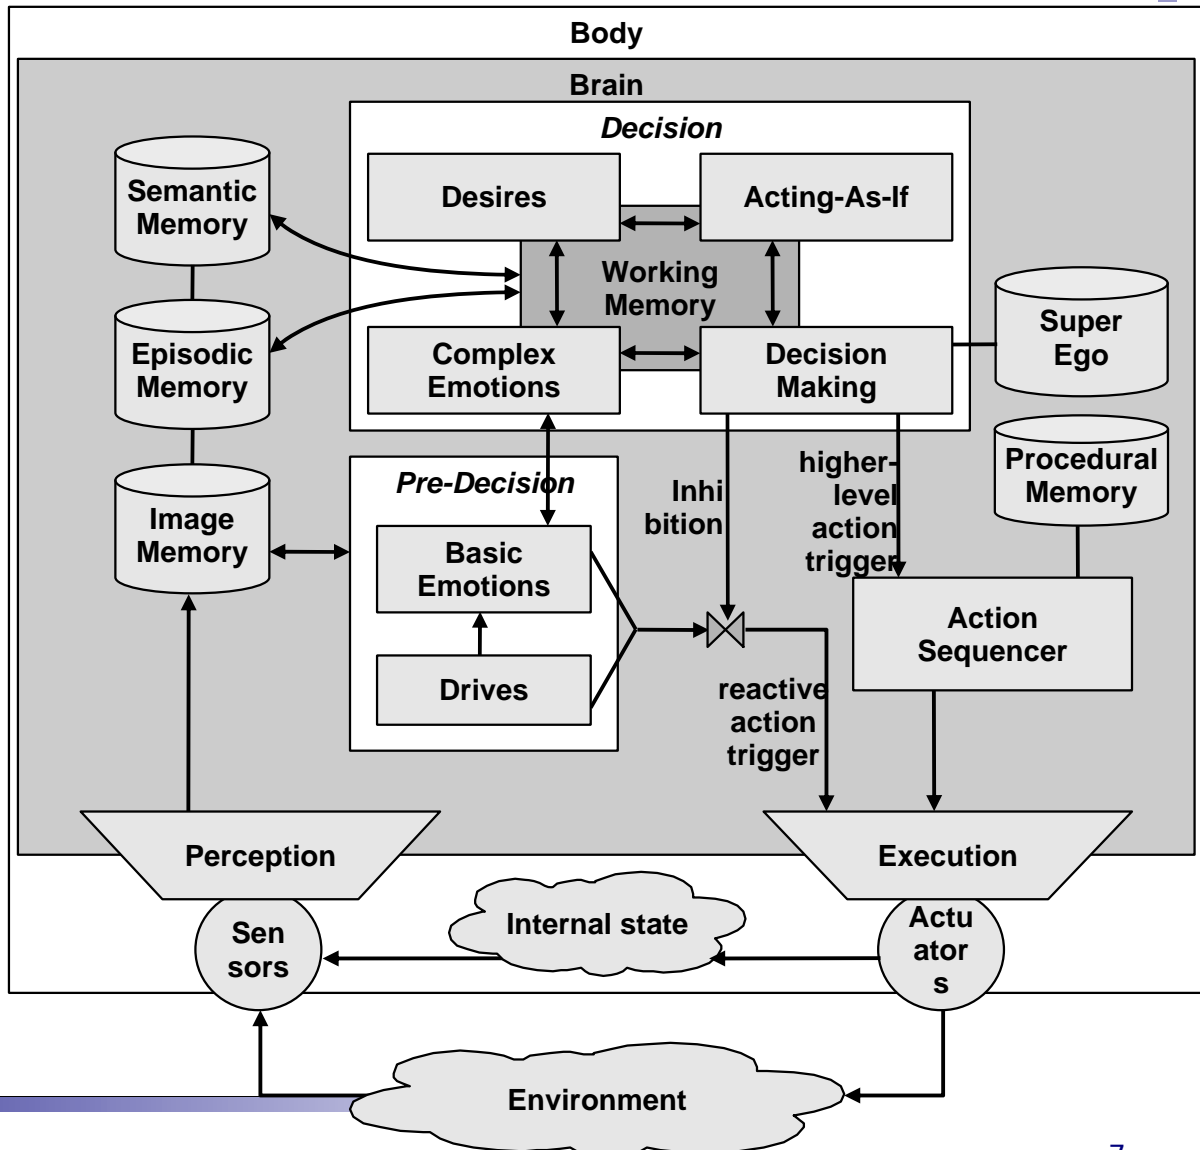 Body
Brain
Decision
Semantic
Memory
Desires
Acting-As-If
Working
Memory
Episodic
Memory
Complex
Emotions
Decision
Making
Super
Ego
Image
Memory
Pre-Decision
Basic
Emotions
Drives
Inhi
bition
higher-
level
action
trigger
Procedural
Memory
Action
Sequencer
reactive
action
trigger
Perception
Execution
Sen
sors
Internal state
Actu
ator
s
Environment